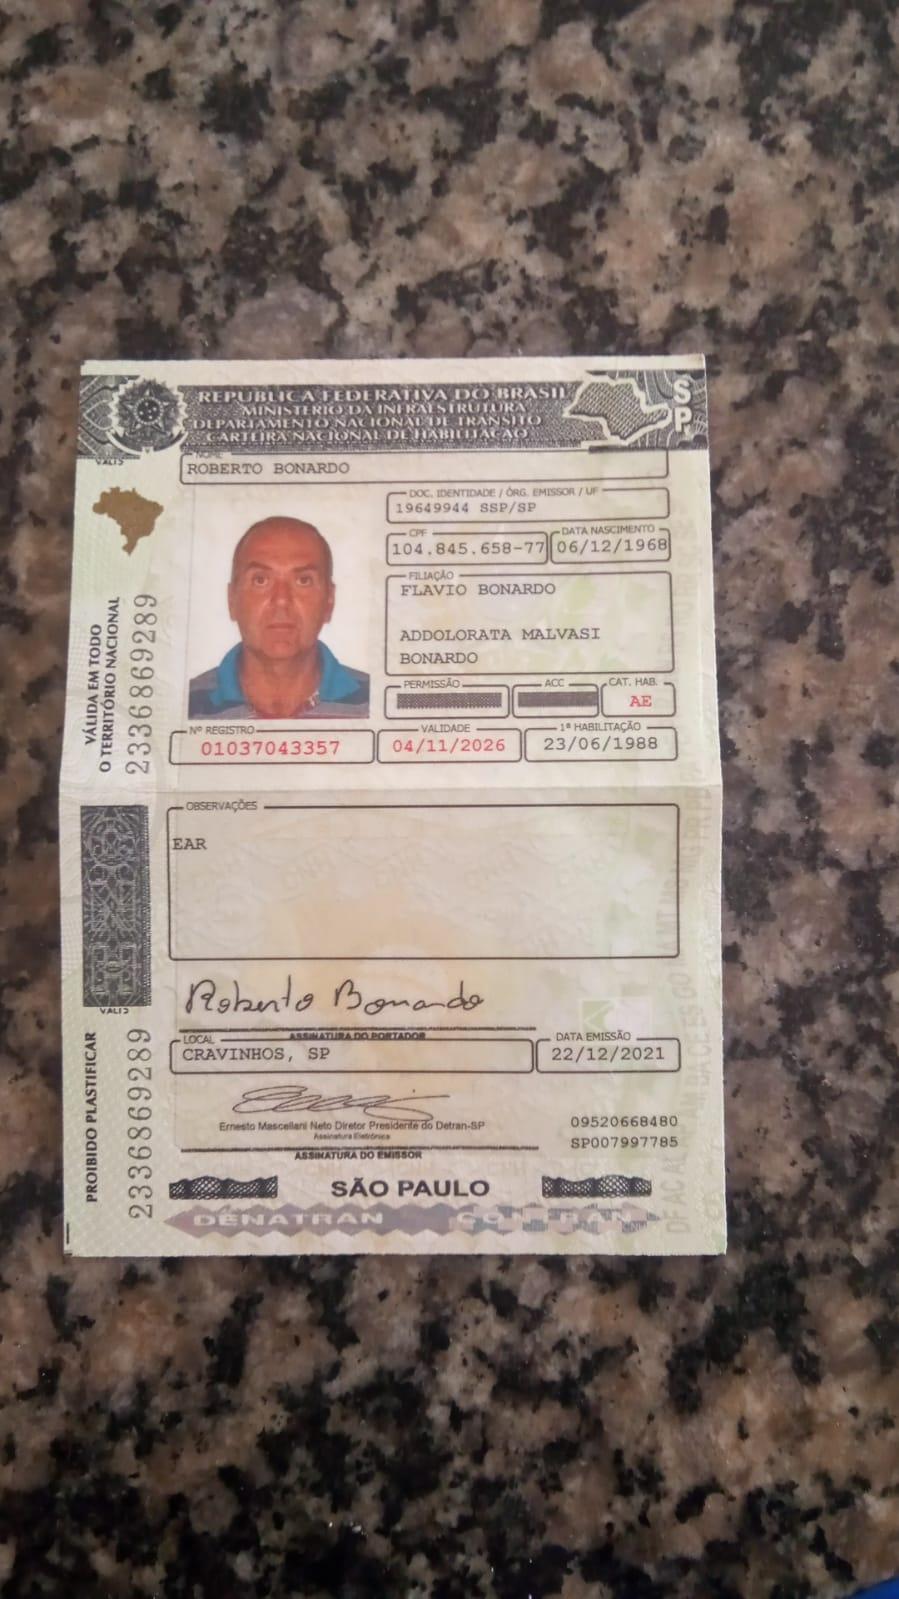 REPÚBLICA FEDERATIVA DO BRASIL
MINISTÉRIO DA INFRAESTRUTURA
DEPARTAMENTO NACIONAL DE TRÂNSITO
CARTEIRA NACIONAL DE HABILITAÇÃO
SP
NOME
ROBERTO BONARDO
DOC. IDENTIDADE / ÓRG. EMISSOR / UF
19649944 SSP/SP
CPF
104.845.658-77
DATA NASCIMENTO
06/12/1968
FILIAÇÃO
FLAVIO BONARDO
ADDOLORATA MALVASI
BONARDO
PERMISSÃO
ACC
CAT. HAB.
AE
Nº REGISTRO
01037043357
VALIDADE
04/11/2026
1ª HABILITAÇÃO
23/06/1988
VÁLIDA EM TODO
O TERRITÓRIO NACIONAL
2336869289
OBSERVAÇÕES
EAR
Roberto Bonardo
ASSINATURA DO PORTADOR
LOCAL
CRAVINHOS, SP
DATA EMISSÃO
22/12/2021
Ernesto Mascellani Neto Diretor Presidente do Detran-SP
Assinatura Eletrônica
ASSINATURA DO EMISSOR
09520668480
SP007997785
PROIBIDO PLASTIFICAR
2336869289
SÃO PAULO
DENATRAN CONTRAN